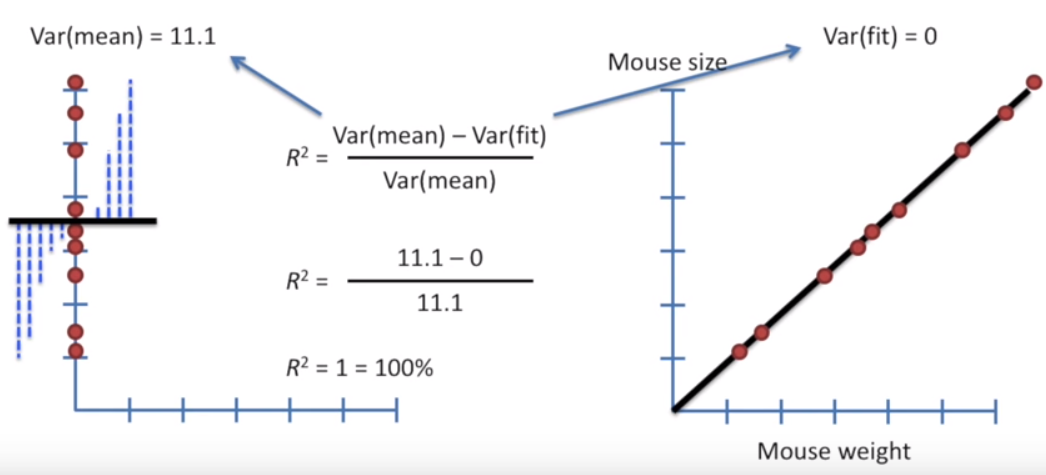 Var(mean) = 11.1
Var(fit) = 0
Mouse size
R² =
Var(mean) – Var(fit)
Var(mean)
R² =
11.1 – 0
11.1
R² = 1 = 100%
Mouse weight